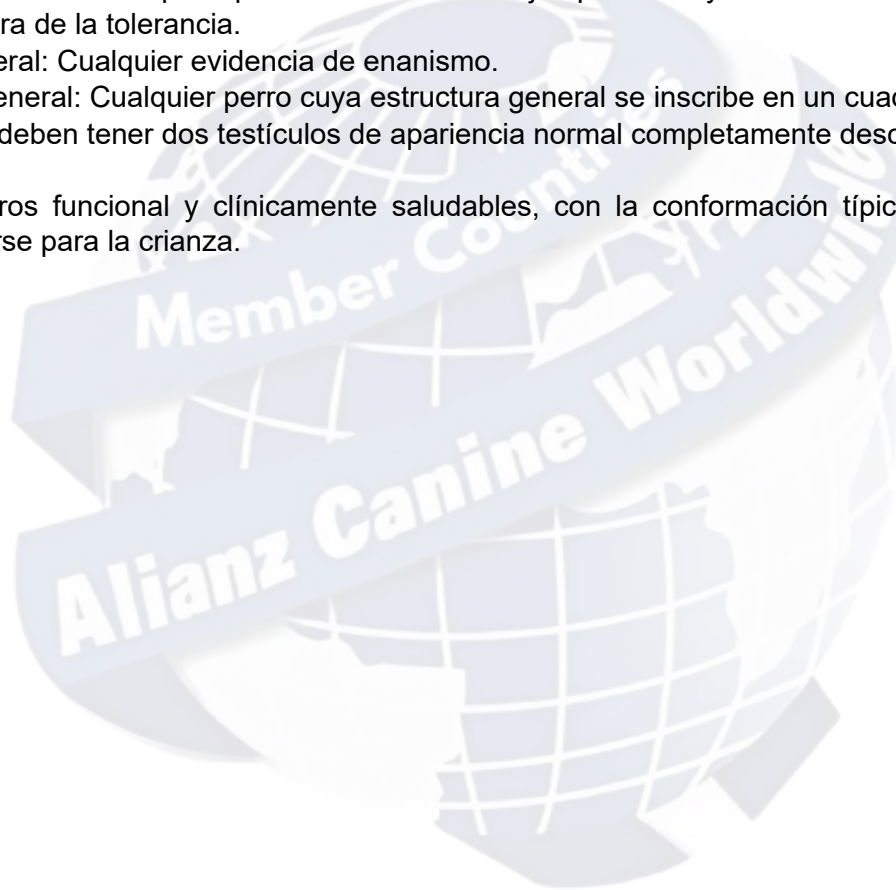 ra de la tolerancia.
eral: Cualquier evidencia de enanismo.
eneral: Cualquier perro cuya estructura general se inscribe en un cuad
deben tener dos testículos de apariencia normal completamente desc
ros funcional y clínicamente saludables, con la conformación típic
rse para la crianza.
Member Countries
Alianz Canine Worldwide